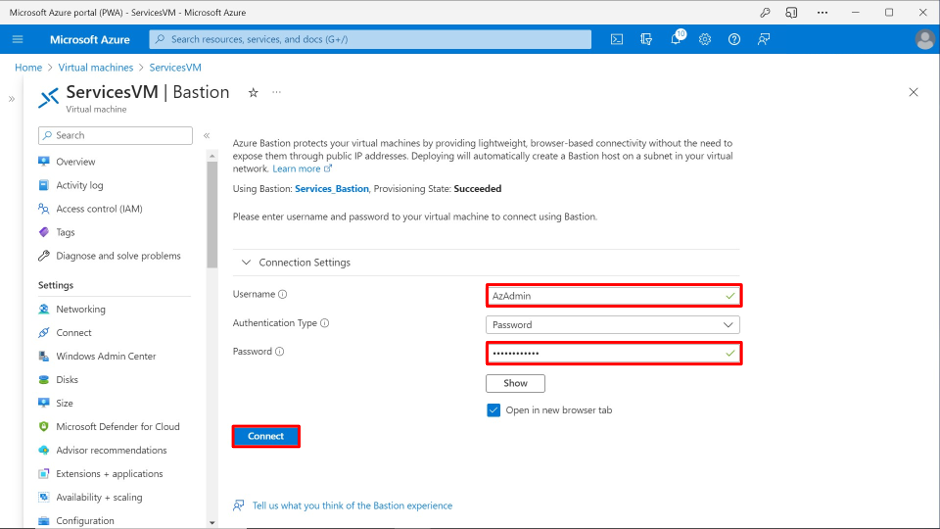 Microsoft Azure portal (PWA) - ServicesVM - Microsoft Azure
Microsoft Azure
Search resources, services, and docs (G+/)
10
Home > Virtual machines > ServicesVM
ServicesVM | Bastion
Virtual machine
Search
Overview
Activity log
Access control (IAM)
Tags
Diagnose and solve problems
Settings
Networking
Connect
Windows Admin Center
Disks
Size
Microsoft Defender for Cloud
Advisor recommendations
Extensions + applications
Availability + scaling
Configuration
Azure Bastion protects your virtual machines by providing lightweight, browser-based connectivity without the need to
expose them through public IP addresses. Deploying will automatically create a Bastion host on a subnet in your virtual
network. Learn more
Using Bastion: Services_Bastion, Provisioning State: Succeeded
Please enter username and password to your virtual machine to connect using Bastion.
Connection Settings
Username
AzAdmin
Authentication Type
Password
Password
••••••••••••
Show
Open in new browser tab
Connect
Tell us what you think of the Bastion experience